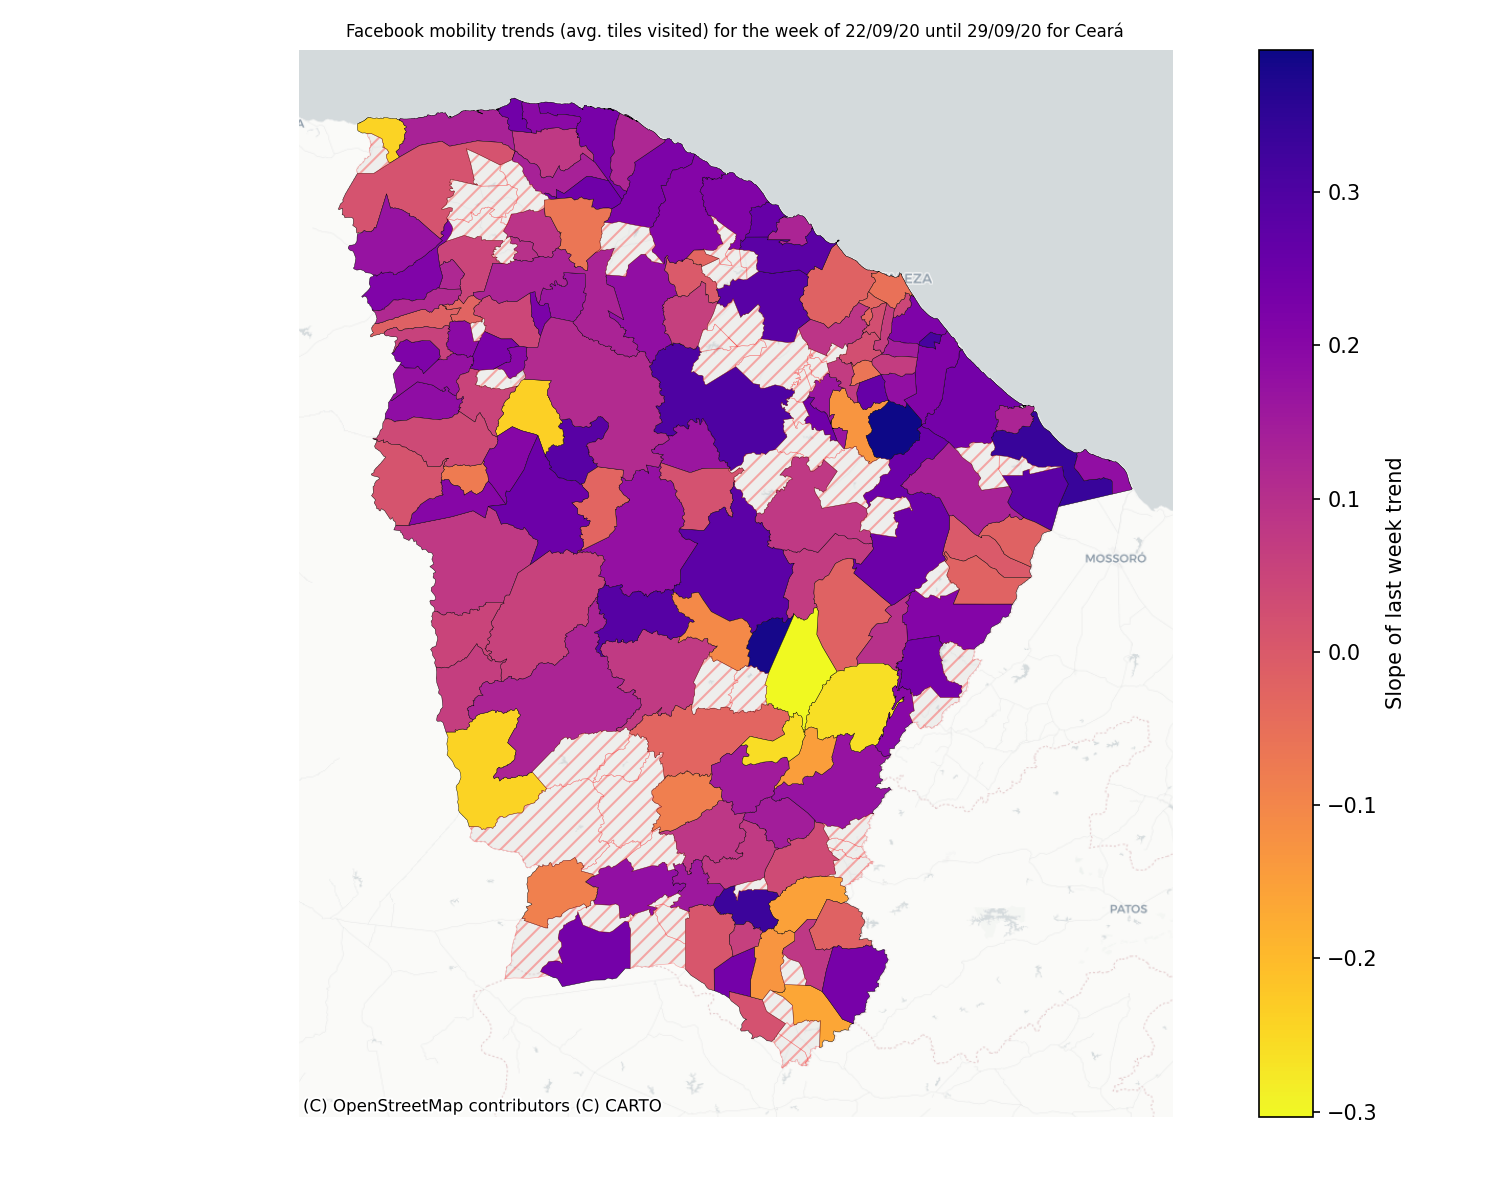 Facebook mobility trends (avg. tiles visited) for the week of 22/09/20 until 29/09/20 for Ceará
EZA
MOSSORÓ
PATOS
0.3
0.2
0.1
0.0
−0.1
−0.2
−0.3
Slope of last week trend
(C) OpenStreetMap contributors (C) CARTO